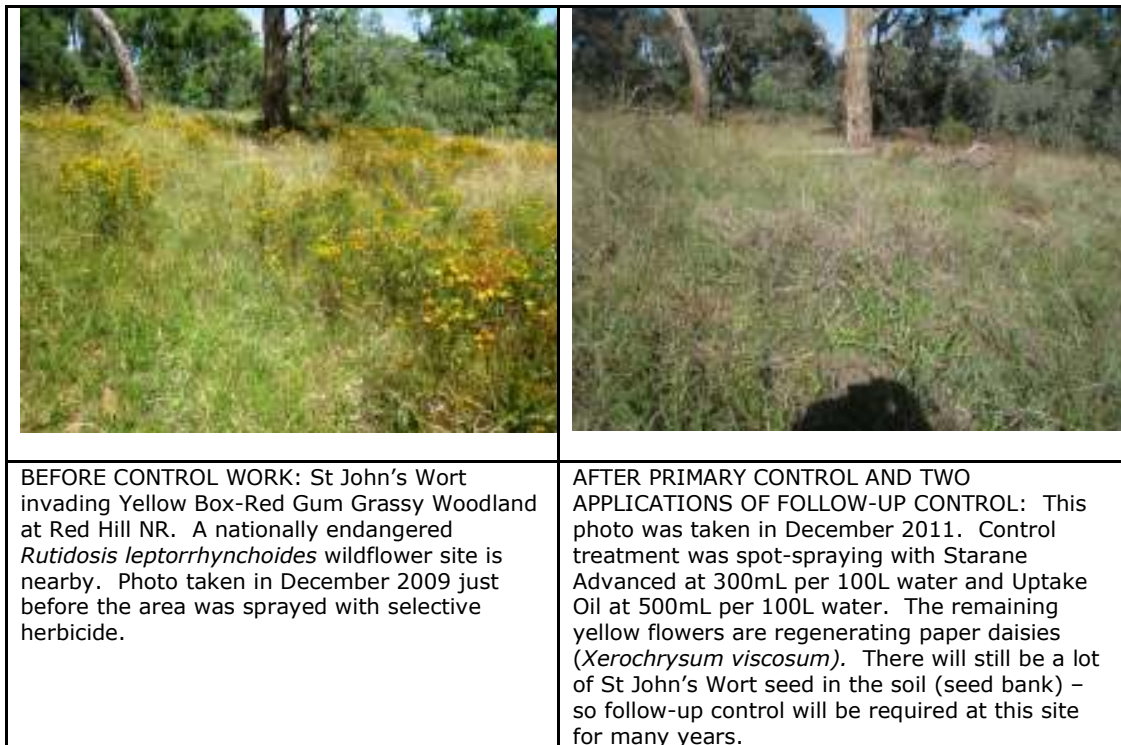 BEFORE CONTROL WORK: St John’s Wort
invading Yellow Box-Red Gum Grassy Woodland
at Red Hill NR. A nationally endangered
Rutidosis leptorrhynchoides wildflower site is
nearby. Photo taken in December 2009 just
before the area was sprayed with selective
herbicide.
AFTER PRIMARY CONTROL AND TWO
APPLICATIONS OF FOLLOW-UP CONTROL: This
photo was taken in December 2011. Control
treatment was spot-spraying with Starane
Advanced at 300mL per 100L water and Uptake
Oil at 500mL per 100L water. The remaining
yellow flowers are regenerating paper daisies
(Xerochrysum viscosum). There will still be a lot
of St John’s Wort seed in the soil (seed bank) –
so follow-up control will be required at this site
for many years.